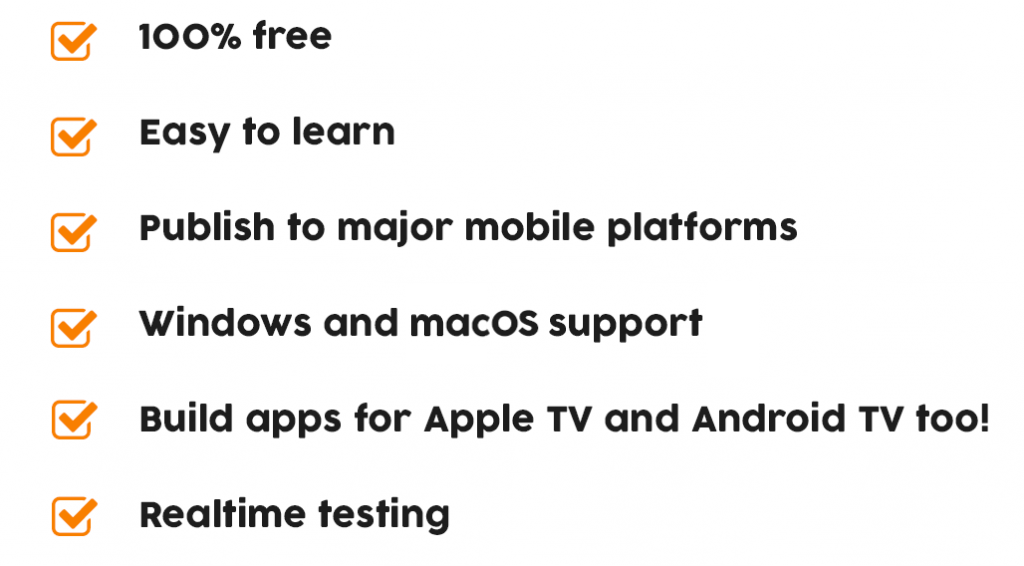 100% free
Easy to learn
Publish to major mobile platforms
Windows and macOS support
Build apps for Apple TV and Android TV too!
Realtime testing